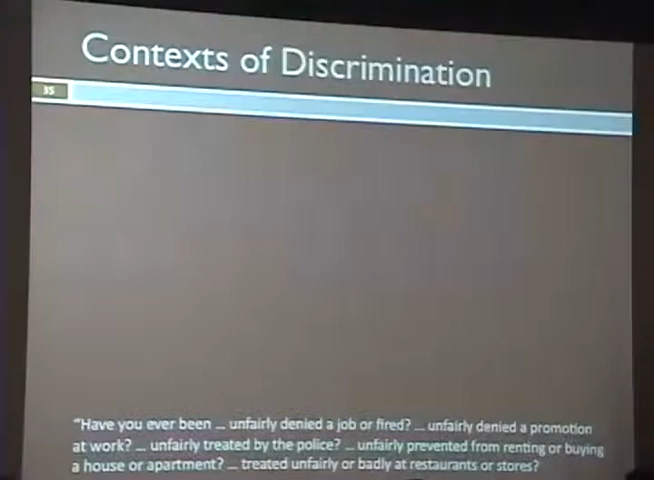 Contexts of Discrimination
35
"Have you ever been ... unfairly denied a job or fired? ... unfairly denied a promotion
at work? ... unfairly treated by the police? ... unfairly prevented from renting or buying
a house or apartment? ... treated unfairly or badly at restaurants or stores?